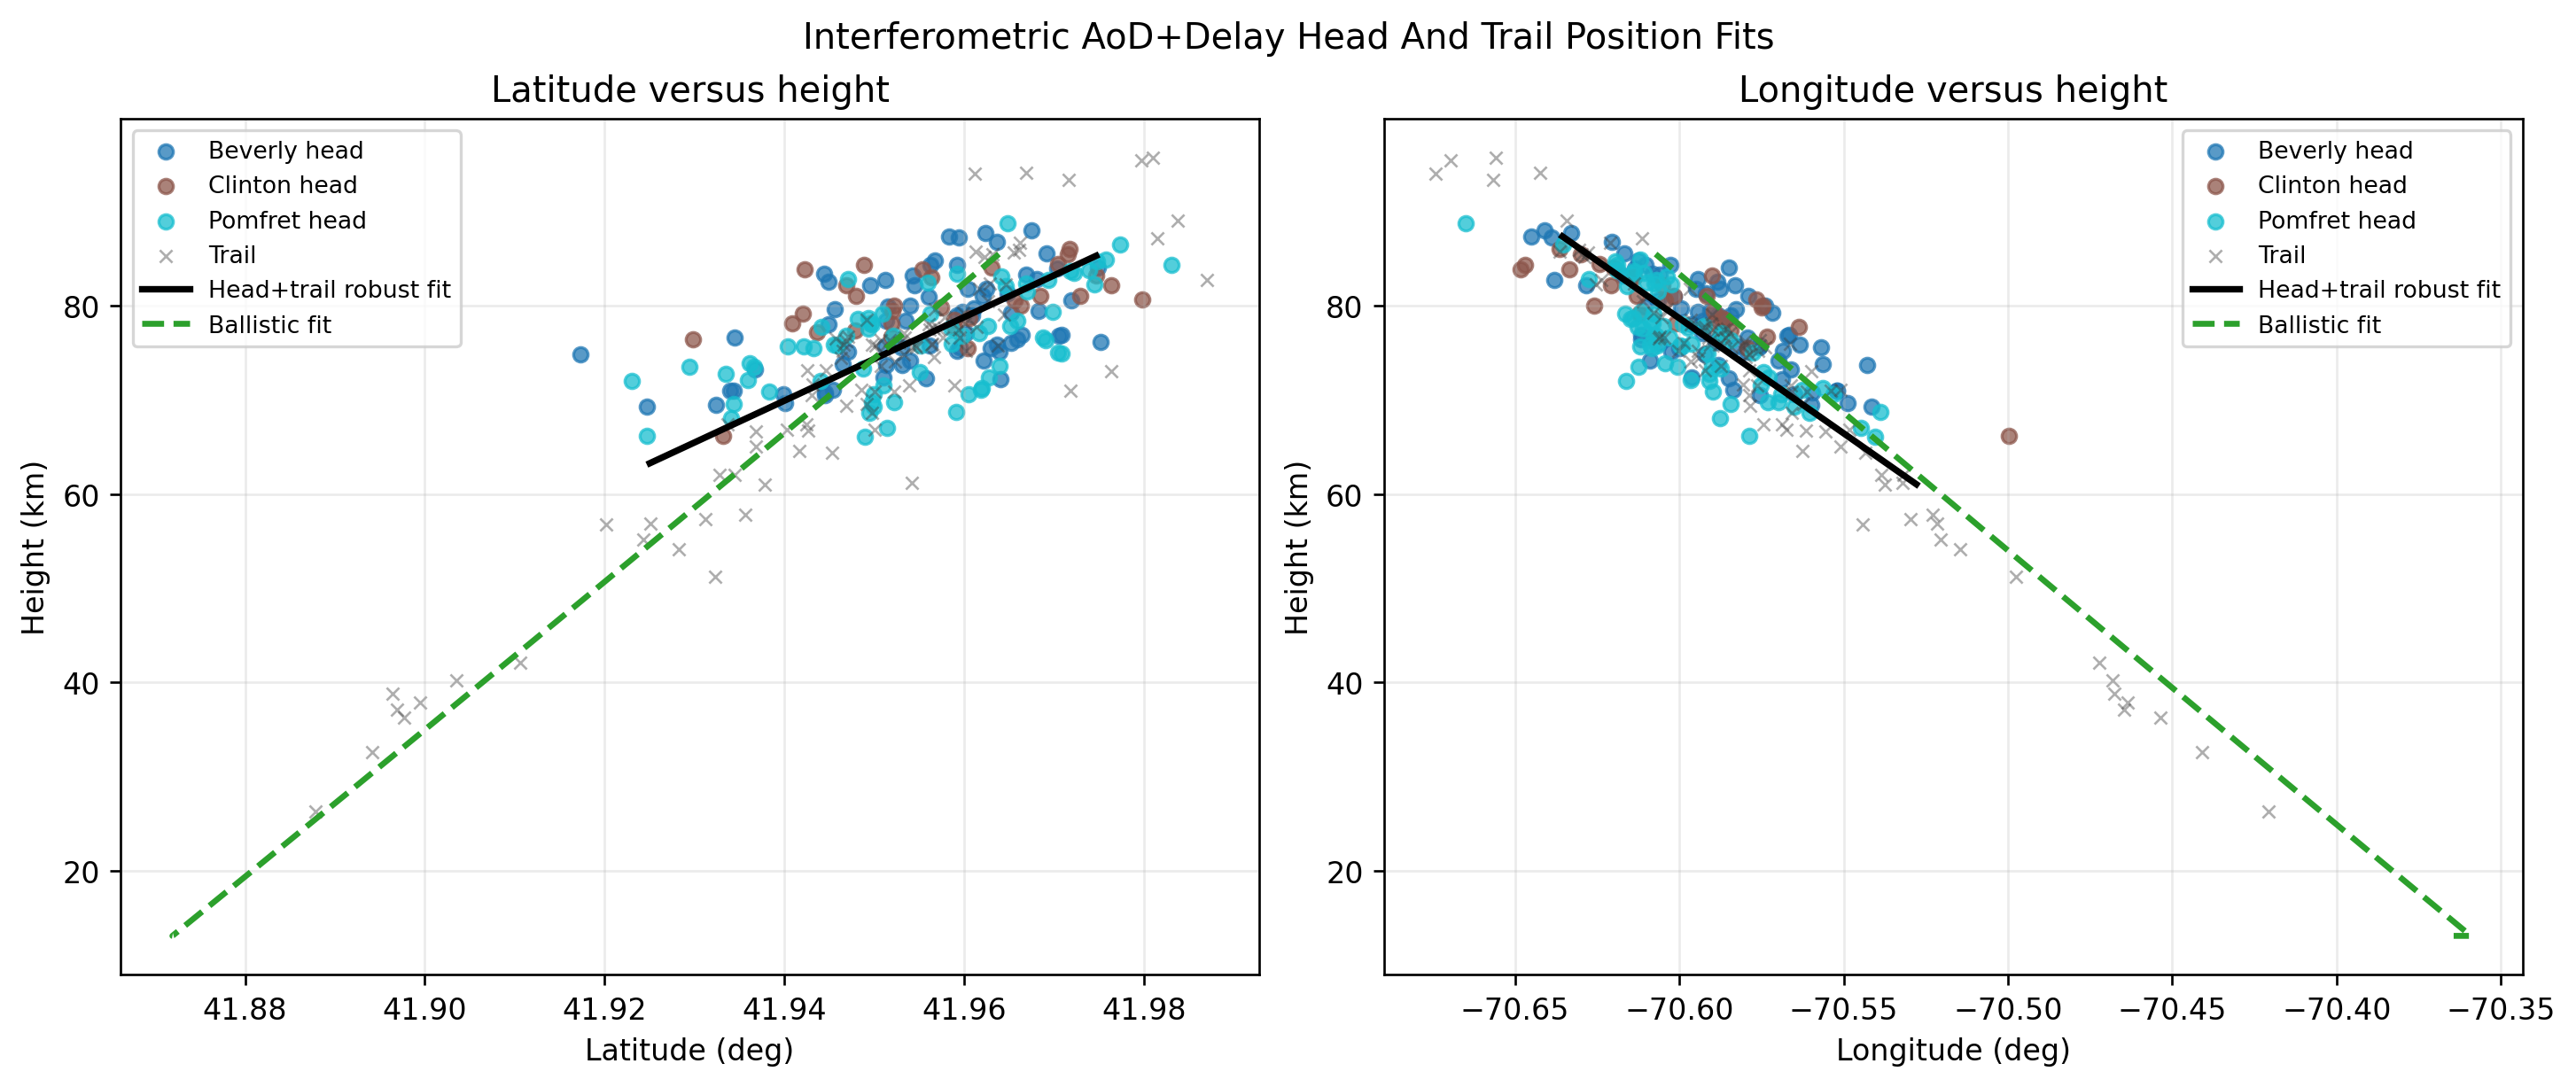 Interferometric AoD+Delay Head And Trail Position Fits
Latitude versus height
Beverly head
Clinton head
Pomfret head
Trail
Head+trail robust fit
Ballistic fit
Height (km)
80
60
40
20
41.88 41.90 41.92 41.94 41.96 41.98
Latitude (deg)
Longitude versus height
Beverly head
Clinton head
Pomfret head
Trail
Head+trail robust fit
Ballistic fit
Height (km)
80
60
40
20
−70.65 −70.60 −70.55 −70.50 −70.45 −70.40 −70.35
Longitude (deg)